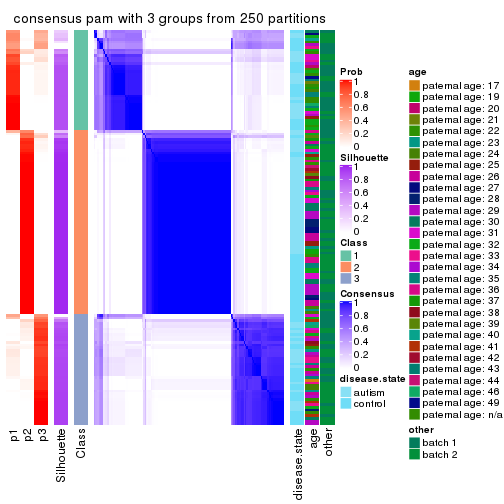 consensus pam with 3 groups from 250 partitions
p1
p2
p3
Silhouette
Class
disease.state
age
other
Prob
1
0.8
0.6
0.4
0.2
0
Silhouette
1
0.8
0.6
0.4
0.2
0
Class
1
2
3
Consensus
1
0.8
0.6
0.4
0.2
0
disease.state
autism
control
age
paternal age: 17
paternal age: 19
paternal age: 20
paternal age: 21
paternal age: 22
paternal age: 23
paternal age: 24
paternal age: 25
paternal age: 26
paternal age: 27
paternal age: 28
paternal age: 29
paternal age: 30
paternal age: 31
paternal age: 32
paternal age: 33
paternal age: 34
paternal age: 35
paternal age: 36
paternal age: 37
paternal age: 38
paternal age: 39
paternal age: 40
paternal age: 41
paternal age: 42
paternal age: 43
paternal age: 44
paternal age: 46
paternal age: 49
paternal age: n/a
other
batch 1
batch 2